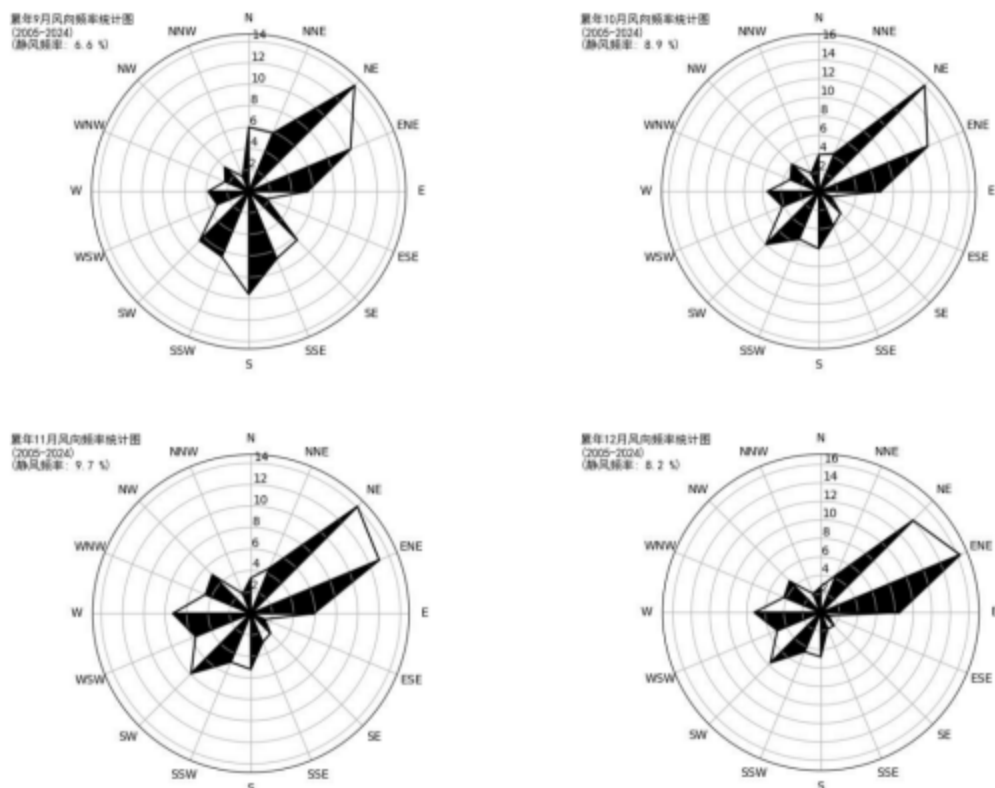 累年9月风向频率统计图
(2005-2024)
(静风频率: 6.6 %)
N
NNE
NE
ENE
E
ESE
SE
SSE
S
SSW
SW
WSW
W
WNW
NW
NNW
14
12
10
8
6
4
2
累年10月风向频率统计图
(2005-2024)
(静风频率: 8.9 %)
N
NNE
NE
ENE
E
ESE
SE
SSE
S
SSW
SW
WSW
W
WNW
NW
NNW
16
14
12
10
8
6
4
累年11月风向频率统计图
(2005-2024)
(静风频率: 9.7 %)
N
NNE
NE
ENE
E
ESE
SE
SSE
S
SSW
SW
WSW
W
WNW
NW
NNW
14
12
10
8
6
4
2
累年12月风向频率统计图
(2005-2024)
(静风频率: 8.2 %)
N
NNE
NE
ENE
ESE
SE
SSE
S
SSW
SW
WSW
W
WNW
NW
NNW
16
14
12
10
8
6
4